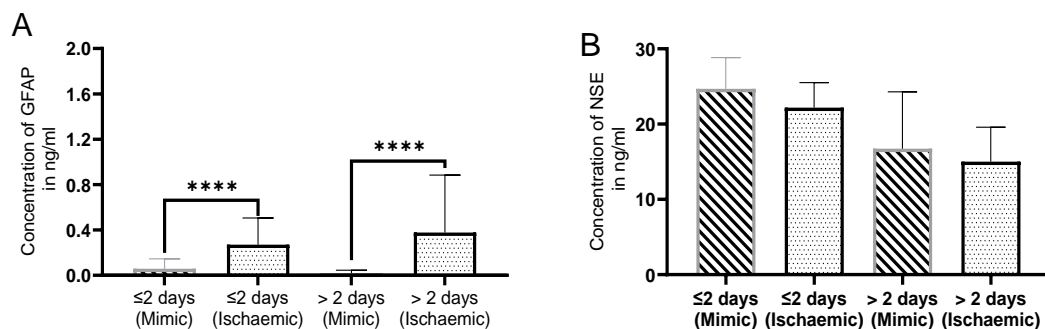 A
Concentration of GFAP
in ng/ml
2.0
1.6
1.2
0.8
0.4
0.0
****
****
≤2 days
(Mimic)
≤2 days
(Ischaemic)
> 2 days
(Mimic)
> 2 days
(Ischaemic)
B
Concentration of NSE
in ng/ml
30
20
10
0
≤2 days
(Mimic)
≤2 days
(Ischaemic)
> 2 days
(Mimic)
> 2 days
(Ischaemic)